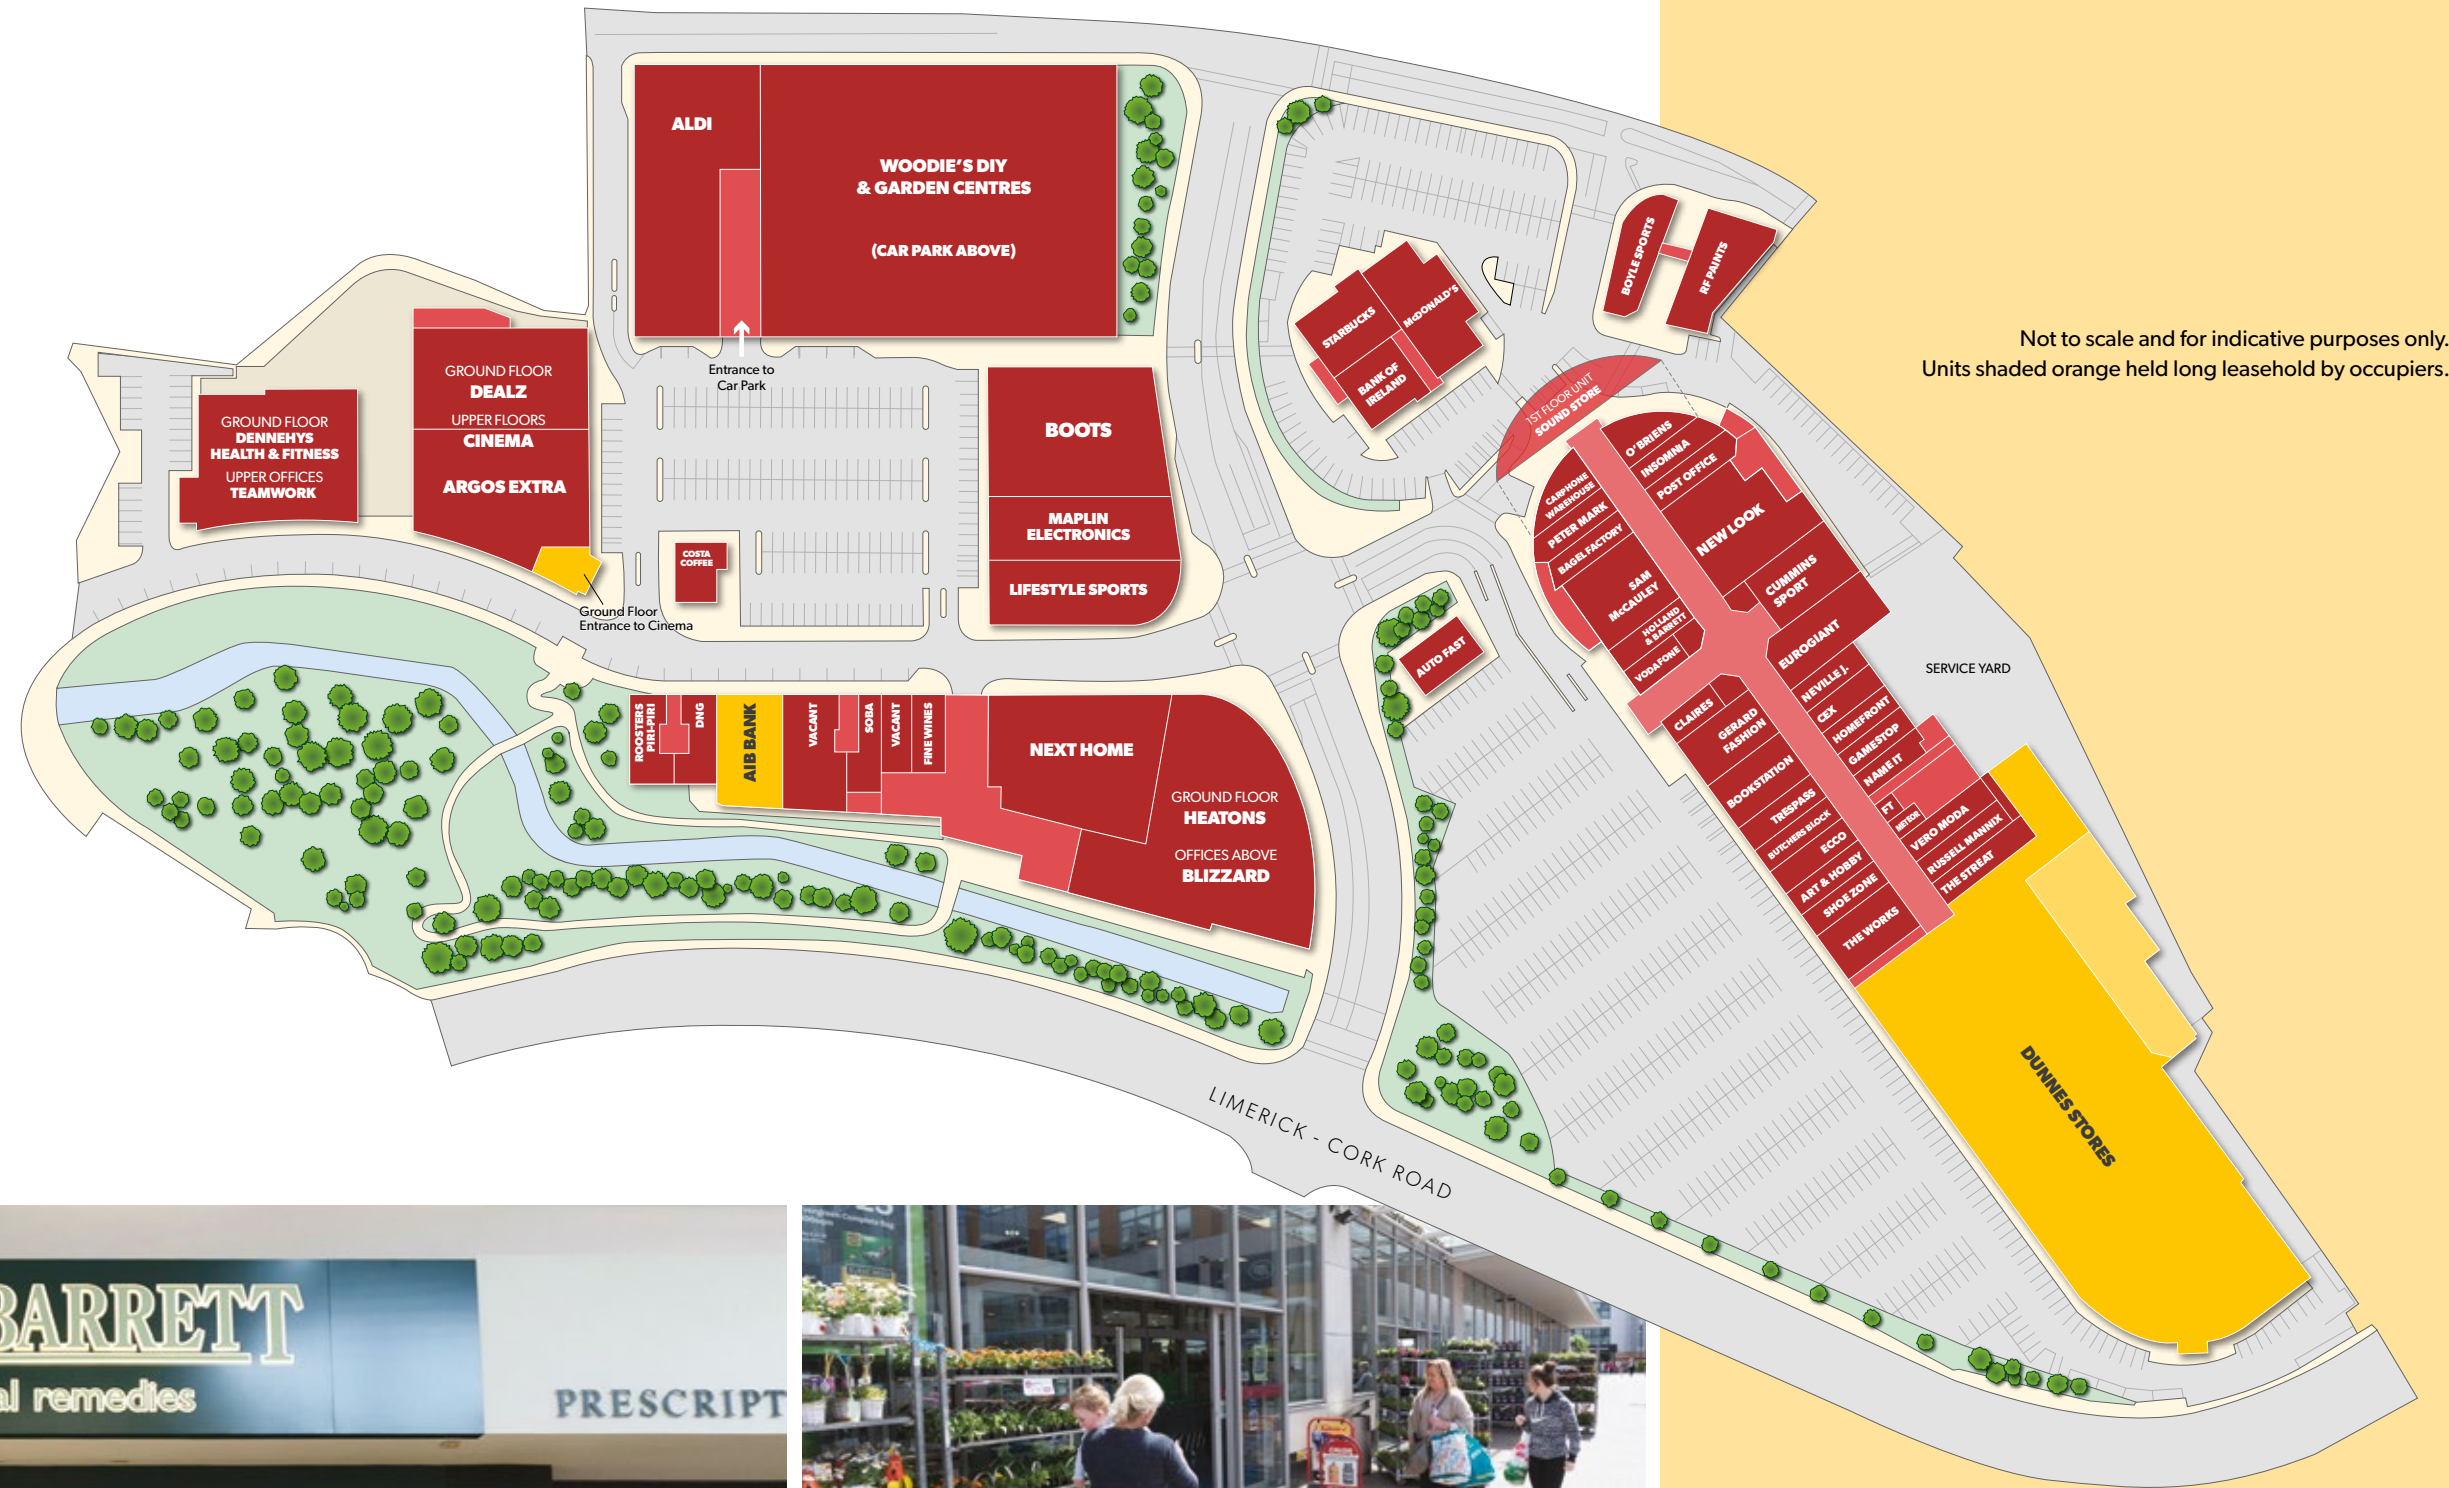 ALDI
WOODIE'S DIY
& GARDEN CENTRES
(CAR PARK ABOVE)
Entrance to
Car Park
BOYLE SPORTS
RF PAINTS
STARBUCKS
McDONALD'S
BANK OF
IRELAND
Not to scale and for indicative purposes only.
Units shaded orange held long leasehold by occupiers.
GROUND FLOOR
DEALZ
UPPER FLOORS
CINEMA
ARGOS EXTRA
GROUND FLOOR
DENNEHYS
HEALTH & FITNESS
UPPER OFFICES
TEAMWORK
Ground Floor
Entrance to Cinema
COSTA
COFFEE
BOOTS
MAPLIN
ELECTRONICS
LIFESTYLE SPORTS
1ST FLOOR UNIT
SOUND STORE
O'BRIENS
INSOMNIA
POST OFFICE
NEW LOOK
CUMMINS
SPORT
EUROGIANT
NEVILLE J.
CEX
HOMEFRONT
GAMESTOP
NAME IT
FT
METEOR
VERO MODA
RUSSELL MANNIX
THE STREAT
CARPHONE
WAREHOUSE
PETER MARK
BAGEL FACTORY
SAM
McCAULEY
HOLLAND
& BARRETT
VODAFONE
CLAIRES
GERARD
FASHION
BOOKSTATION
TRESPASS
BUTCHERS BLOCK
ECCO
ART & HOBBY
SHOE ZONE
THE WORKS
SERVICE YARD
AUTO FAST
DUNNES STORES
ROOSTERS
PIRI-PIRI
DNG
AIB BANK
VACANT
SOBA
VACANT
FINE WINES
NEXT HOME
GROUND FLOOR
HEATONS
OFFICES ABOVE
BLIZZARD
LIMERICK - CORK ROAD
BARRETT
al remedies
PRESCRIPT